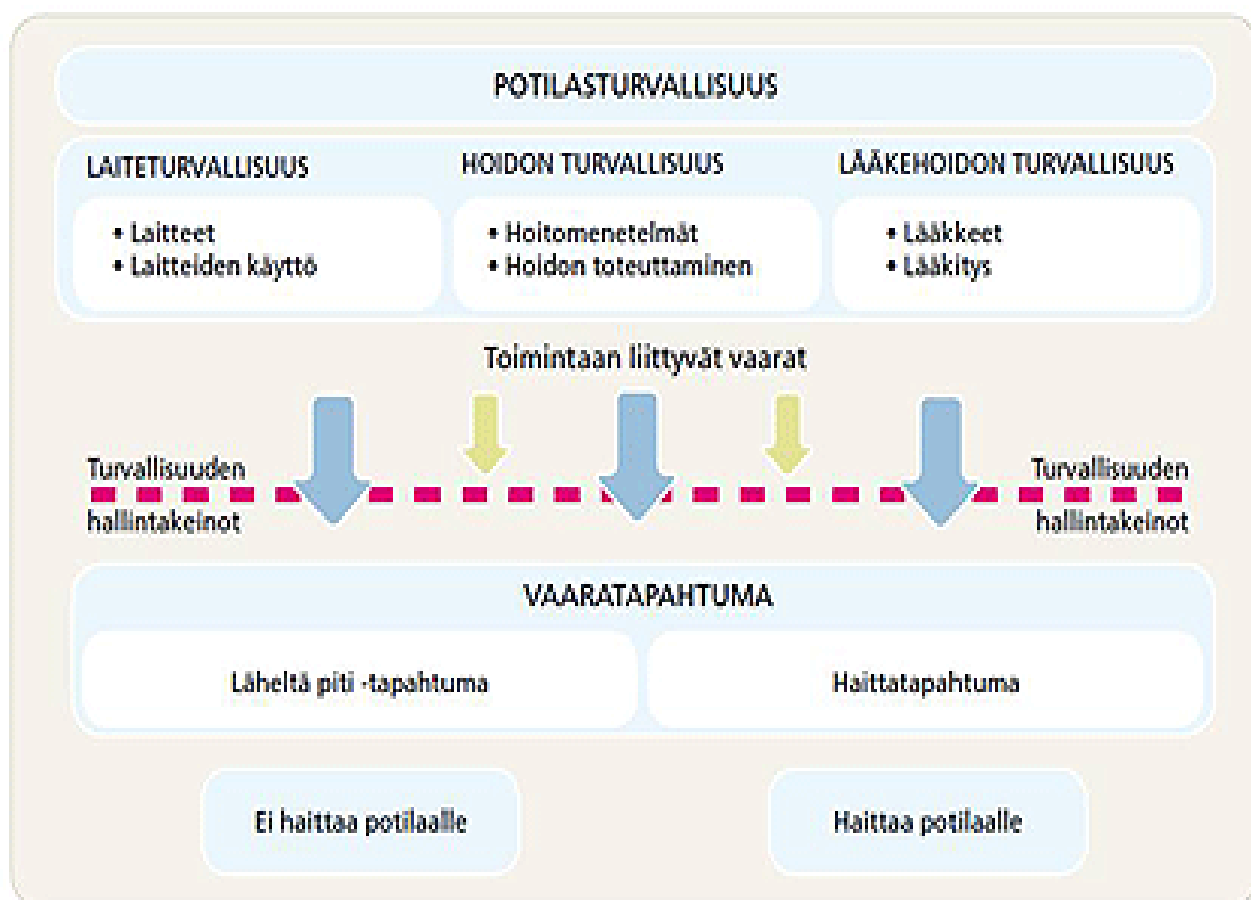 POTILASTURVALLISUUS
LAITETURVALLISUUS
• Laitteet
• Laitteiden käyttö
HOIDON TURVALLISUUS
• Hoitomenetelmät
• Hoidon toteuttaminen
LÄÄKEHOIDON TURVALLISUUS
• Lääkkeet
• Lääkitys
Toimintaan liittyvät vaarat
Turvallisuuden
hallintakeinot
Turvallisuuden
hallintakeinot
VAARATAPAHTUMA
Läheltä piti -tapahtuma
Haittatapahtuma
Ei haittaa potilaalle
Haittaa potilaalle